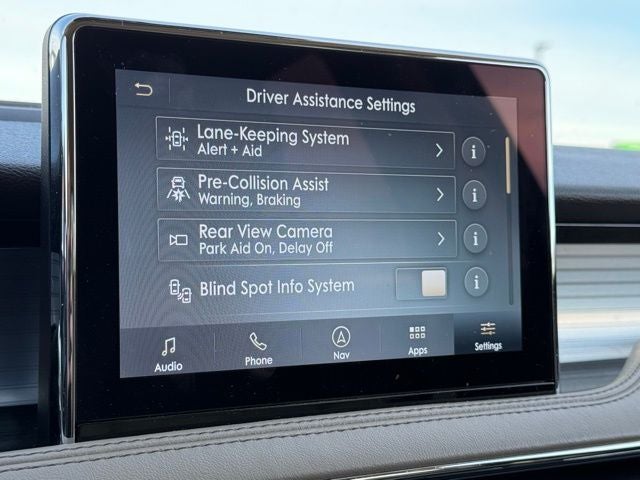 Driver Assistance Settings
Lane-Keeping System
Alert + Aid
i
Pre-Collision Assist
Warning, Braking
i
Rear View Camera
Park Aid On, Delay Off
i
Blind Spot Info System
i
Audio
Phone
Nav
Apps
Settings